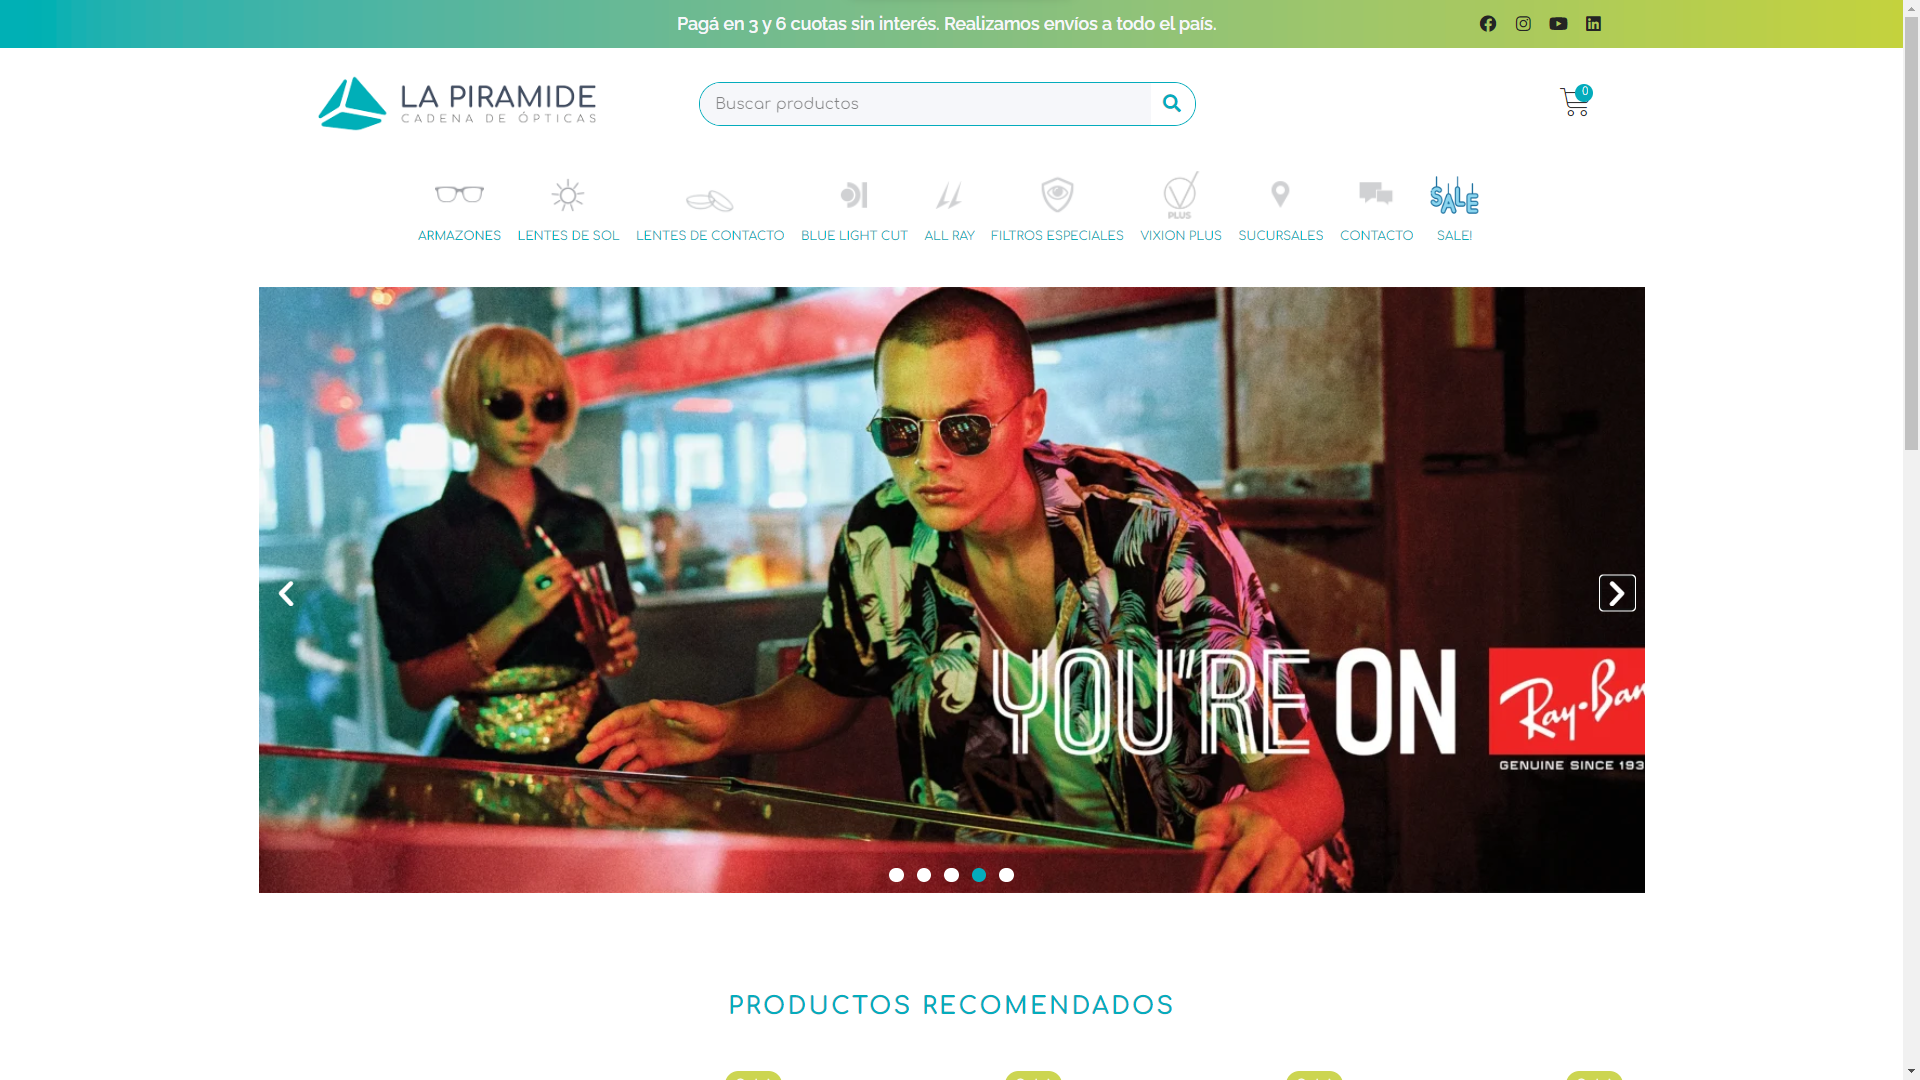 Pagá en 3 y 6 cuotas sin interés. Realizamos envíos a todo el país.
LA PIRAMIDE
CADENA DE ÓPTICAS
Buscar productos
0
SALE
PLUS
ARMAZONES
LENTES DE SOL
LENTES DE CONTACTO
BLUE LIGHT CUT
ALL RAY
FILTROS ESPECIALES
VIXION PLUS
SUCURSALES
CONTACTO
SALE!
YOU'RE ON
Ray-Ban
GENUINE SINCE 193
PRODUCTOS RECOMENDADOS